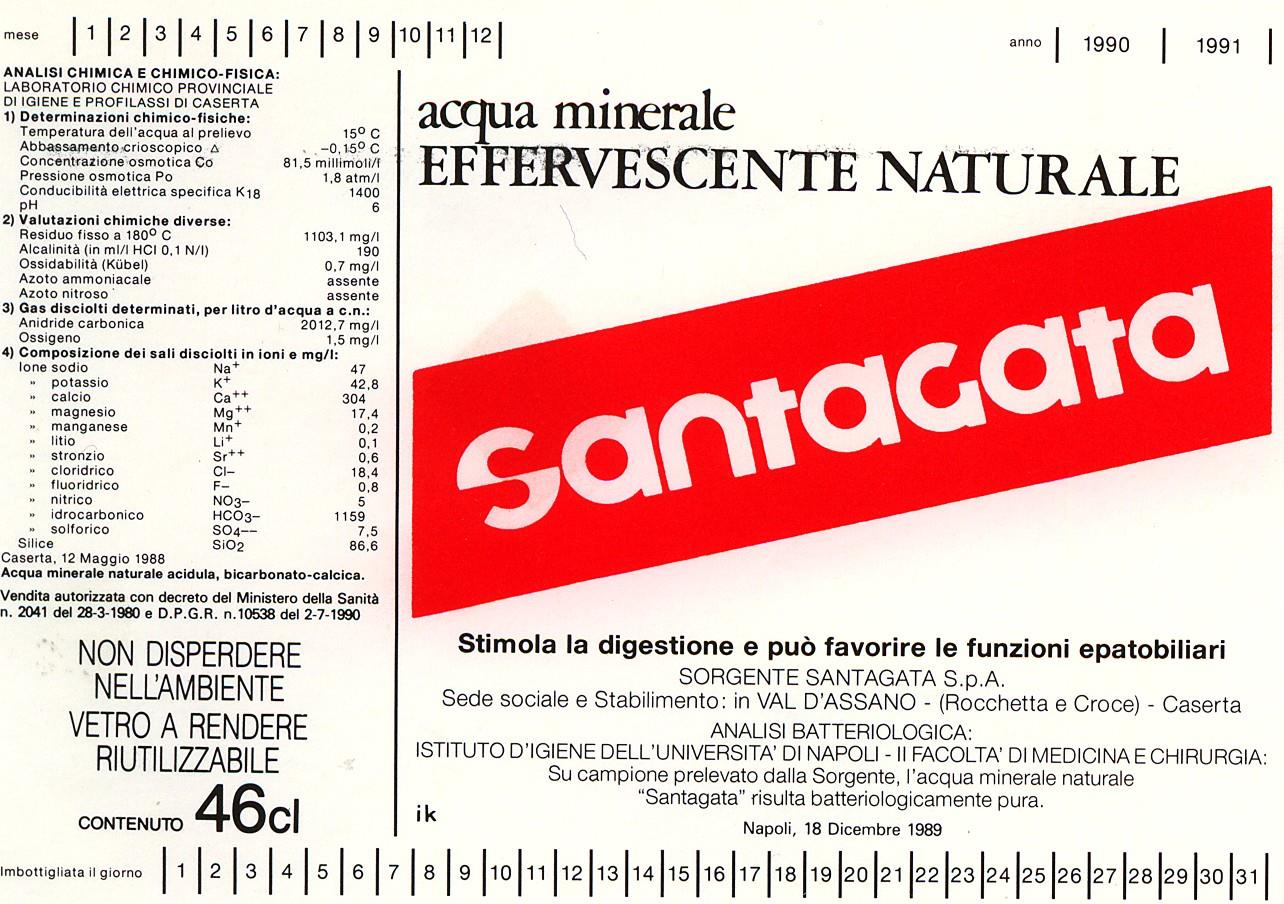 mese | 1 | 2 | 3 | 4 | 5 | 6 | 7 | 8 | 9 | 10 | 11 | 12 |
anno | 1990 | 1991 |
ANALISI CHIMICA E CHIMICO-FISICA:
LABORATORIO CHIMICO PROVINCIALE
DI IGIENE E PROFILASSI DI CASERTA
1) Determinazioni chimico-fisiche:
Temperatura dell'acqua al prelievo 15º C
Abbassamento crioscopico △ –0,15º C
Concentrazione osmotica Co 81,5 millimoli/l
Pressione osmotica Po 1,8 atm/l
Conducibilità elettrica specifica K18 1400
pH 6
2) Valutazioni chimiche diverse:
Residuo fisso a 180º C 1103,1 mg/l
Alcalinità (in ml/l HCl 0,1 N/l) 190
Ossidabilità (Kübel) 0,7 mg/l
Azoto ammoniacale assente
Azoto nitroso assente
3) Gas disciolti determinati, per litro d'acqua a c.n.:
Anidride carbonica 2012,7 mg/l
Ossigeno 1,5 mg/l
4) Composizione dei sali disciolti in ioni e mg/l:
Ione sodio Na+ 47
» potassio K+ 42,8
» calcio Ca++ 304
» magnesio Mg++ 17,4
» manganese Mn+ 0,2
» litio Li+ 0,1
» stronzio Sr++ 0,6
» cloridrico Cl– 18,4
» fluoridrico F– 0,8
» nitrico NO3– 5
» idrocarbonico HCO3– 1159
» solforico SO4–– 7,5
Silice SiO2 86,6
Caserta, 12 Maggio 1988
Acqua minerale naturale acidula, bicarbonato-calcica.
Vendita autorizzata con decreto del Ministero della Sanità
n. 2041 del 28-3-1980 e D.P.G.R. n.10538 del 2-7-1990
NON DISPERDERE
NELL'AMBIENTE
VETRO A RENDERE
RIUTILIZZABILE
CONTENUTO 46cl
acqua minerale
EFFERVESCENTE NATURALE
Santagata
Stimola la digestione e può favorire le funzioni epatobiliari
SORGENTE SANTAGATA S.p.A.
Sede sociale e Stabilimento: in VAL D'ASSANO - (Rocchetta e Croce) - Caserta
ANALISI BATTERIOLOGICA:
ISTITUTO D'IGIENE DELL'UNIVERSITA' DI NAPOLI - II FACOLTA' DI MEDICINA E CHIRURGIA:
Su campione prelevato dalla Sorgente, l'acqua minerale naturale
"Santagata" risulta batteriologicamente pura.
ik
Napoli, 18 Dicembre 1989
Imbottigliata il giorno | 1 | 2 | 3 | 4 | 5 | 6 | 7 | 8 | 9 | 10 | 11 | 12 | 13 | 14 | 15 | 16 | 17 | 18 | 19 | 20 | 21 | 22 | 23 | 24 | 25 | 26 | 27 | 28 | 29 | 30 | 31 |